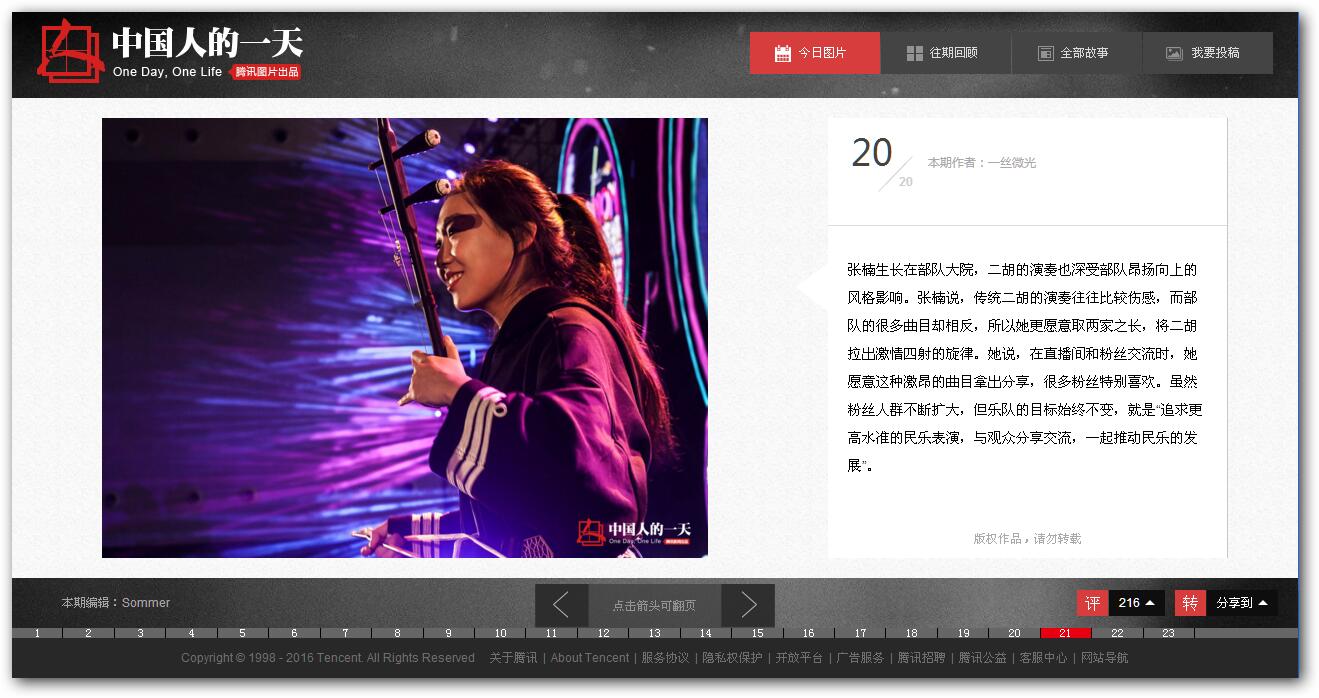 中国人的一天
One Day, One Life 腾讯图片出品
今日图片 往期回顾 全部故事 我要投稿
20
20
本期作者：一丝微光
张楠生长在部队大院，二胡的演奏也深受部队昂扬向上的
风格影响。张楠说，传统二胡的演奏往往比较伤感，而部
队的很多曲目却相反，所以她更愿意取两家之长，将二胡
拉出激情四射的旋律。她说，在直播间和粉丝交流时，她
愿意这种激昂的曲目拿出分享，很多粉丝特别喜欢。虽然
粉丝人群不断扩大，但乐队的目标始终不变，就是“追求更
高水准的民乐表演，与观众分享交流，一起推动民乐的发
展”。
中国人的一天
One Day, One Life
版权作品，请勿转载
本期编辑：Sommer
点击箭头可翻页
评 216 转 分享到
1 2 3 4 5 6 7 8 9 10 11 12 13 14 15 16 17 18 19 20 21 22 23
Copyright © 1998 - 2016 Tencent. All Rights Reserved 关于腾讯 | About Tencent | 服务协议 | 隐私权保护 | 开放平台 | 广告服务 | 腾讯招聘 | 腾讯公益 | 客服中心 | 网站导航